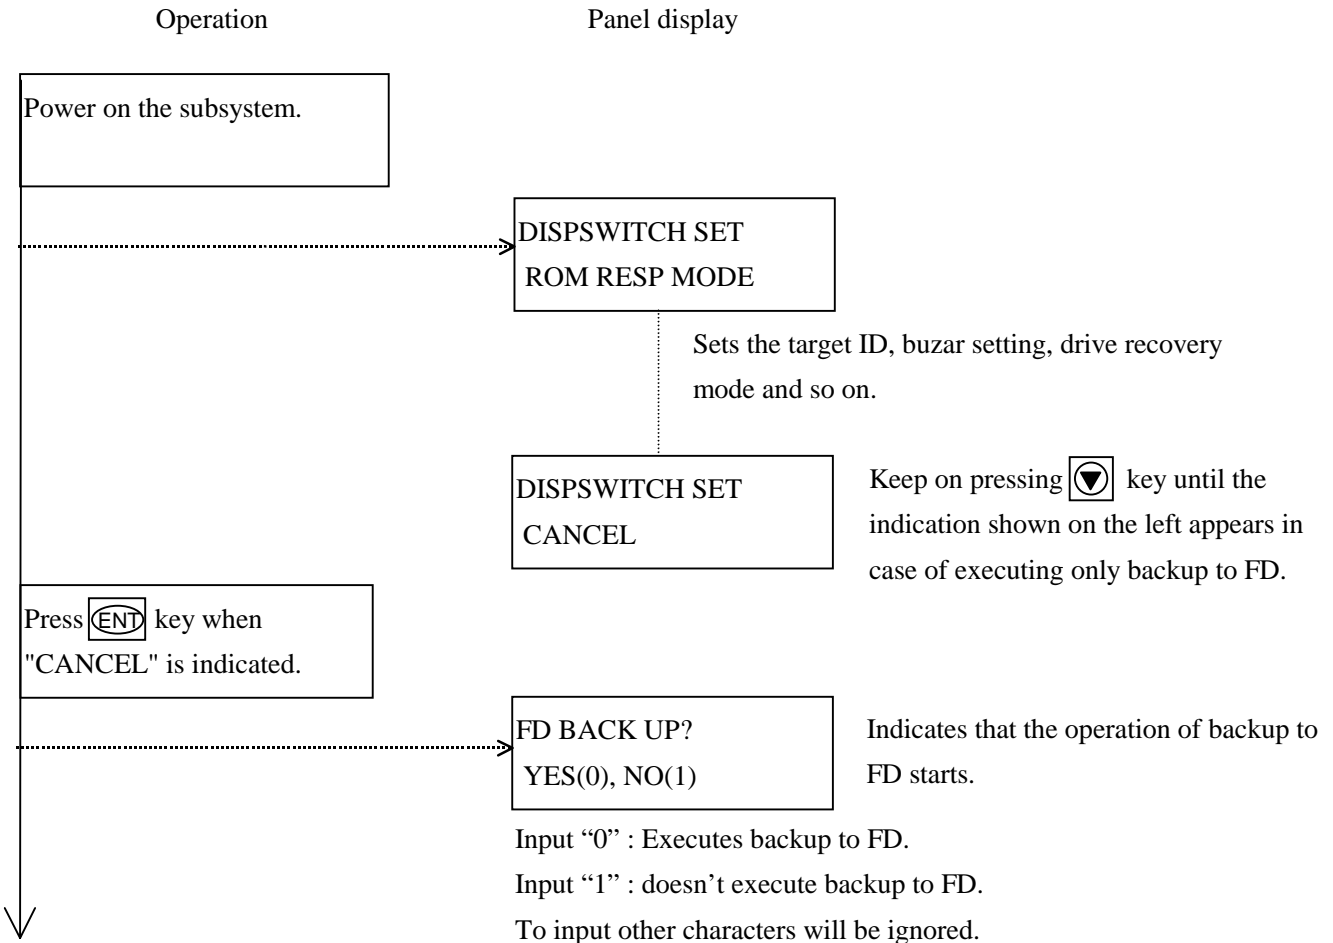 Operation
Panel display
Power on the subsystem.
DISPSWITCH SET
ROM RESP MODE
Sets the target ID, buzar setting, drive recovery
mode and so on.
DISPSWITCH SET
CANCEL
Keep on pressing key until the
indication shown on the left appears in
case of executing only backup to FD.
Press ENT key when
"CANCEL" is indicated.
FD BACK UP?
YES(0), NO(1)
Indicates that the operation of backup to
FD starts.
Input “0” : Executes backup to FD.
Input “1” : doesn’t execute backup to FD.
To input other characters will be ignored.